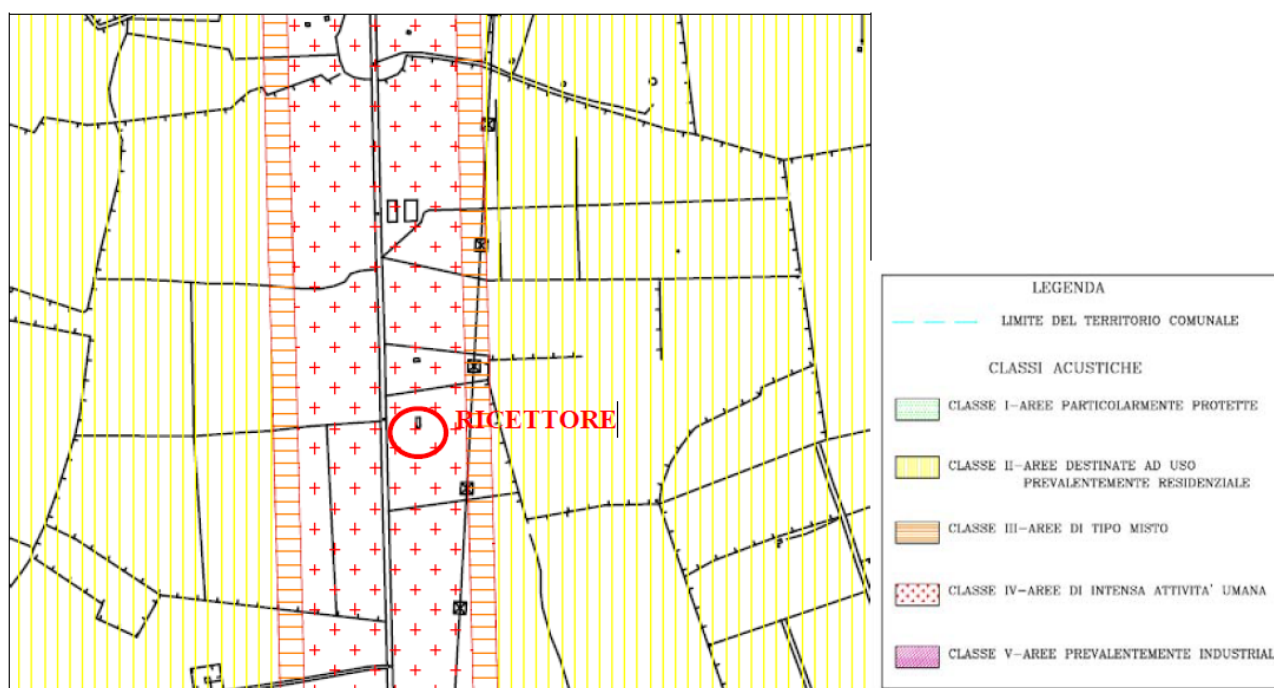 RICETTORE
LEGENDA
LIMITE DEL TERRITORIO COMUNALE
CLASSI ACUSTICHE
CLASSE I-AREE PARTICOLARMENTE PROTETTE
CLASSE II-AREE DESTINATE AD USO
PREVALENTEMENTE RESIDENZIALE
CLASSE III-AREE DI TIPO MISTO
CLASSE IV-AREE DI INTENSA ATTIVITA' UMANA
CLASSE V-AREE PREVALENTEMENTE INDUSTRIAL